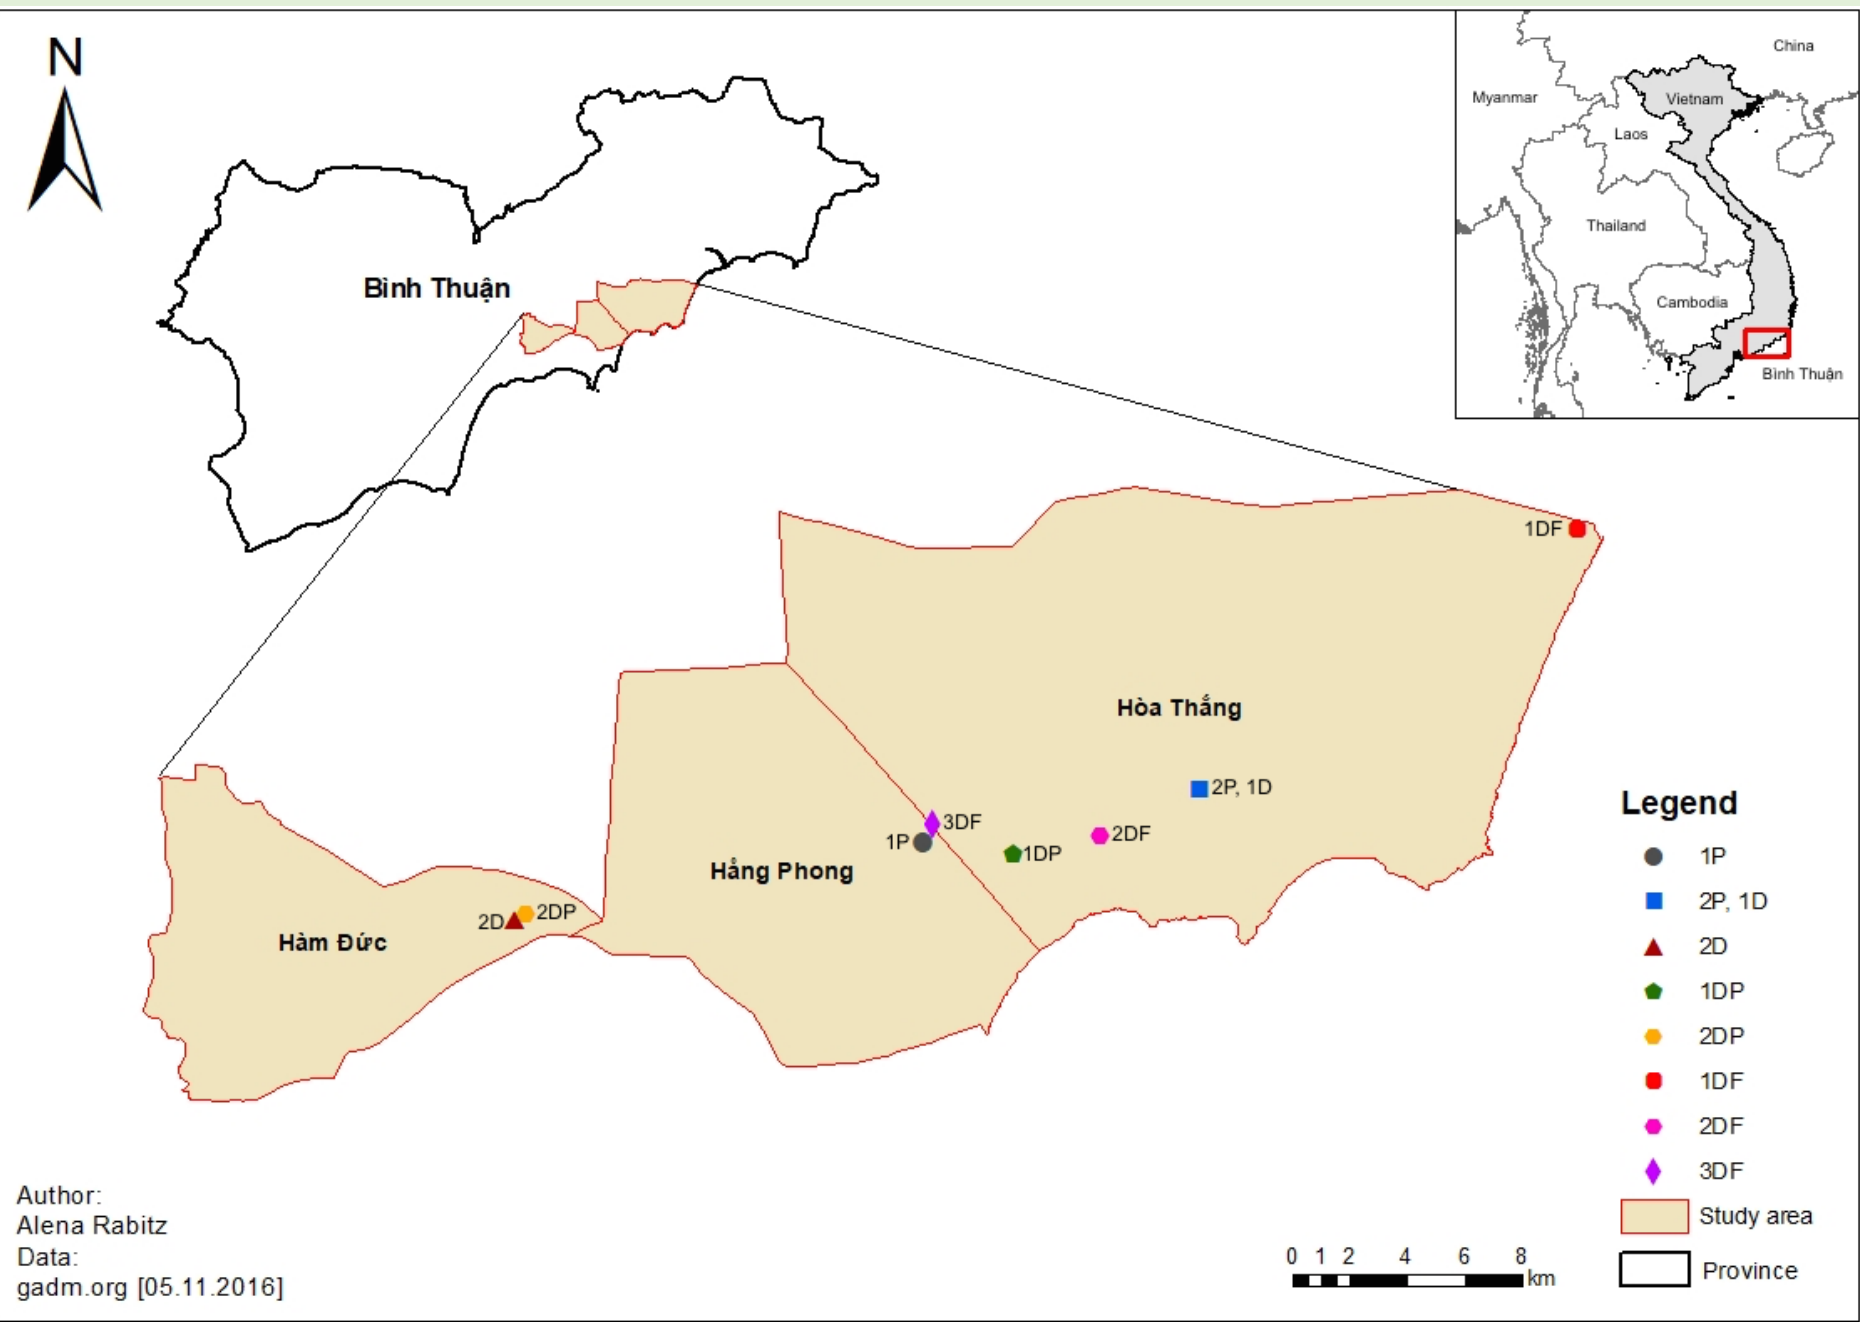 N
China
Myanmar
Vietnam
Laos
Thailand
Cambodia
Bình Thuận
Bình Thuận
1DF
Hòa Thắng
2P, 1D
3DF
1P
2DF
1DP
Hång Phong
2DP
2D
Hàm Đức
Legend
1P
2P, 1D
2D
1DP
2DP
1DF
2DF
3DF
Study area
Province
0 1 2 4 6 8
km
Author:
Alena Rabitz
Data:
gadm.org [05.11.2016]